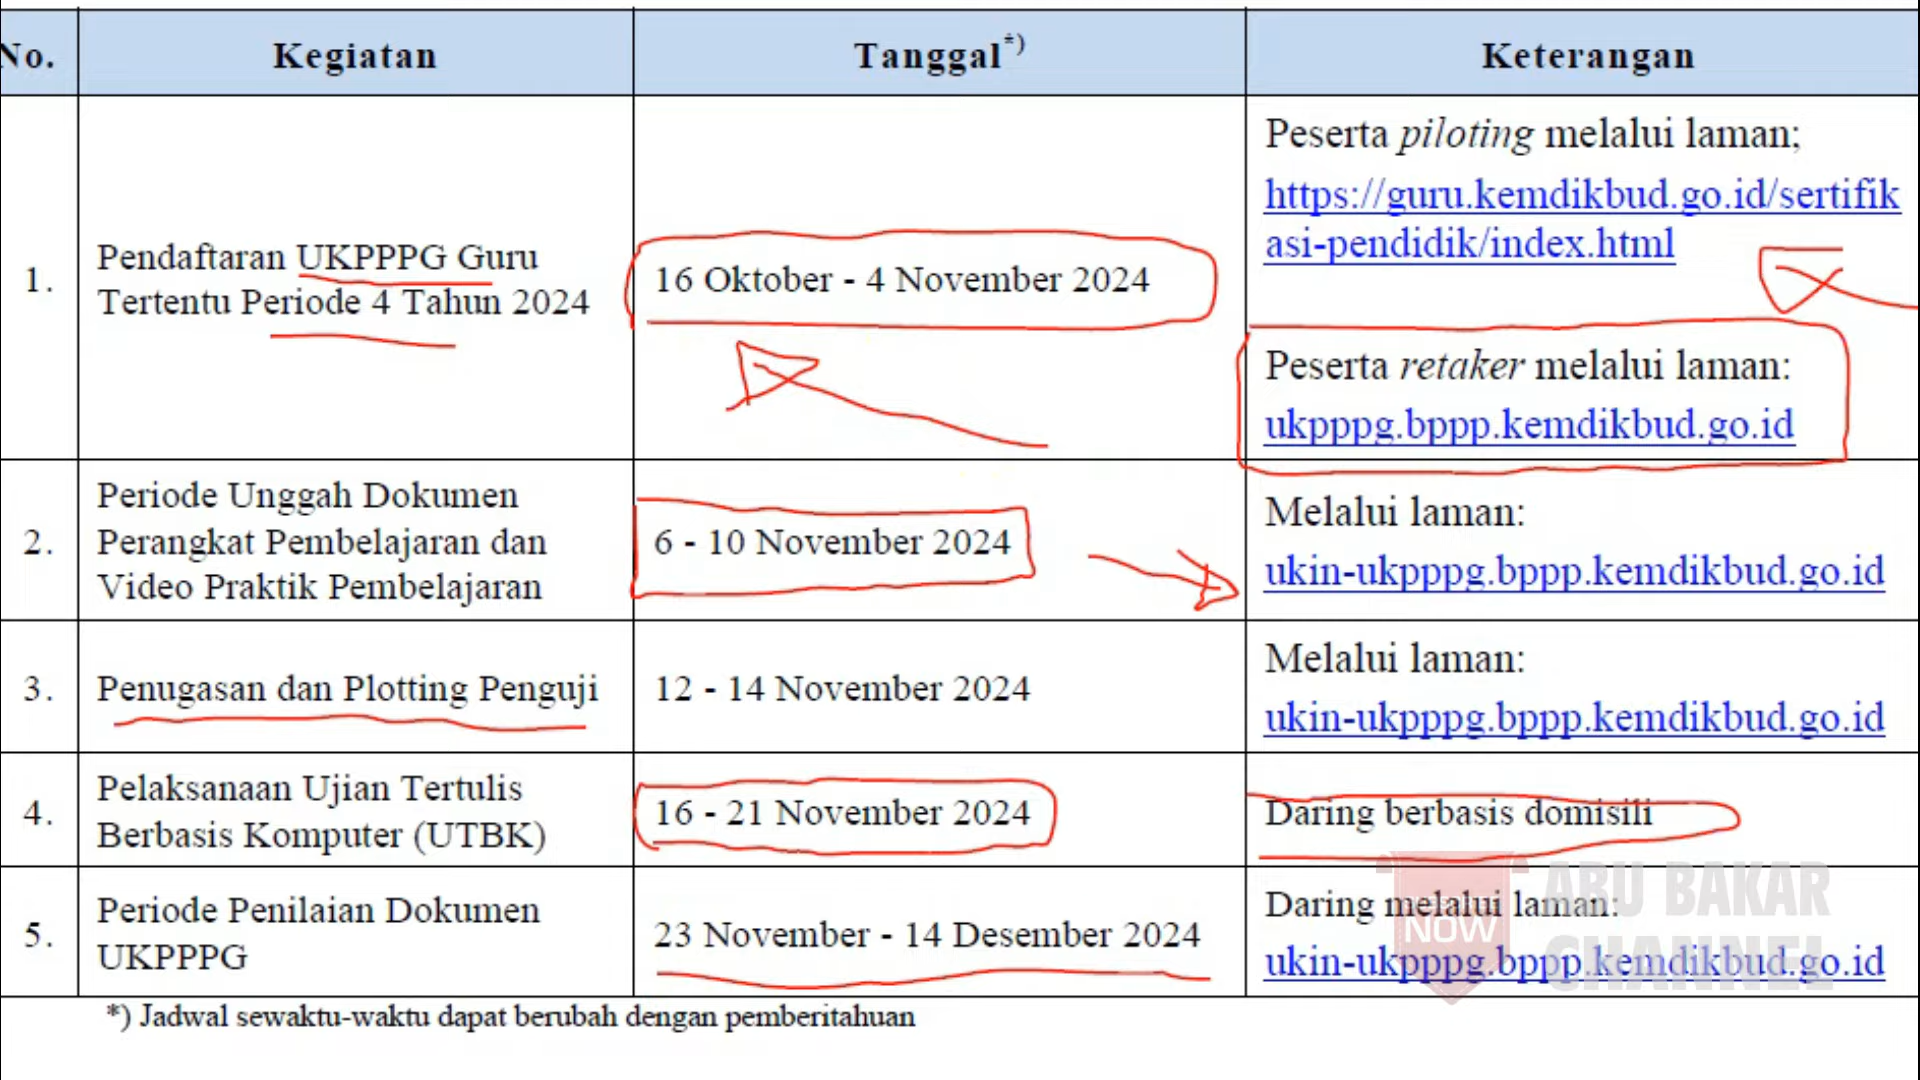 No.
Kegiatan
Tanggal*)
Keterangan
1.
Pendaftaran UKPPPG Guru
Tertentu Periode 4 Tahun 2024
16 Oktober - 4 November 2024
Peserta piloting melalui laman;
https://guru.kemdikbud.go.id/sertifik
asi-pendidik/index.html
Peserta retaker melalui laman:
ukpppg.bppp.kemdikbud.go.id
2.
Periode Unggah Dokumen
Perangkat Pembelajaran dan
Video Praktik Pembelajaran
6 - 10 November 2024
Melalui laman:
ukin-ukpppg.bppp.kemdikbud.go.id
3.
Penugasan dan Plotting Penguji
12 - 14 November 2024
Melalui laman:
ukin-ukpppg.bppp.kemdikbud.go.id
4.
Pelaksanaan Ujian Tertulis
Berbasis Komputer (UTBK)
16 - 21 November 2024
Daring berbasis domisili
5.
Periode Penilaian Dokumen
UKPPPG
23 November - 14 Desember 2024
Daring melalui laman:
ukin-ukpppg.bppp.kemdikbud.go.id
*) Jadwal sewaktu-waktu dapat berubah dengan pemberitahuan
NOW
ABU BAKAR
CHANNEL